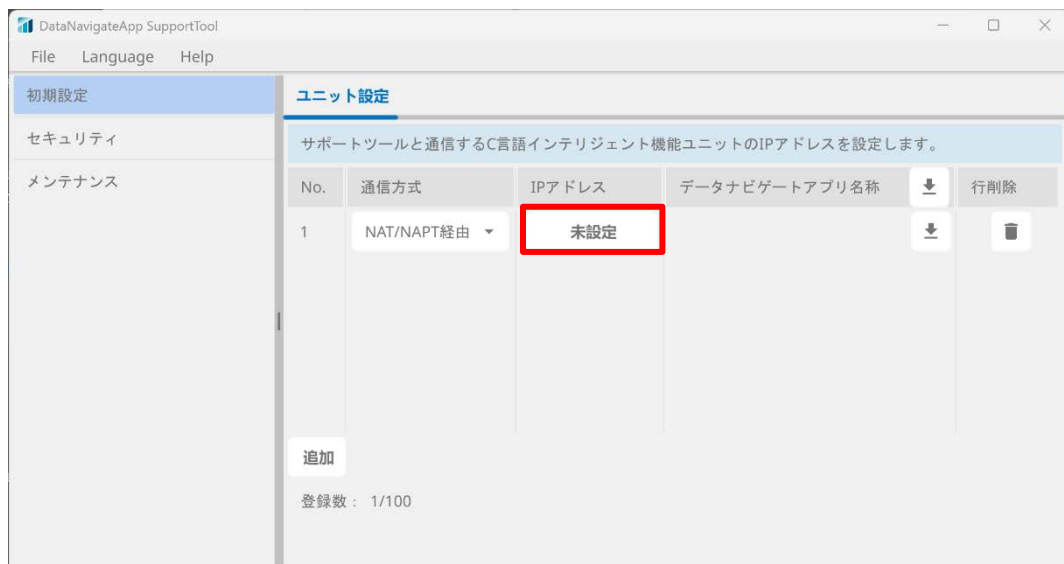 DataNavigateApp SupportTool
File Language Help
初期設定
セキュリティ
メンテナンス
ユニット設定
サポートツールと通信するC言語インテリジェント機能ユニットのIPアドレスを設定します。
No. 通信方式 IPアドレス データナビゲートアプリ名称 行削除
1 NAT/NAPT経由 未設定
追加
登録数： 1/100